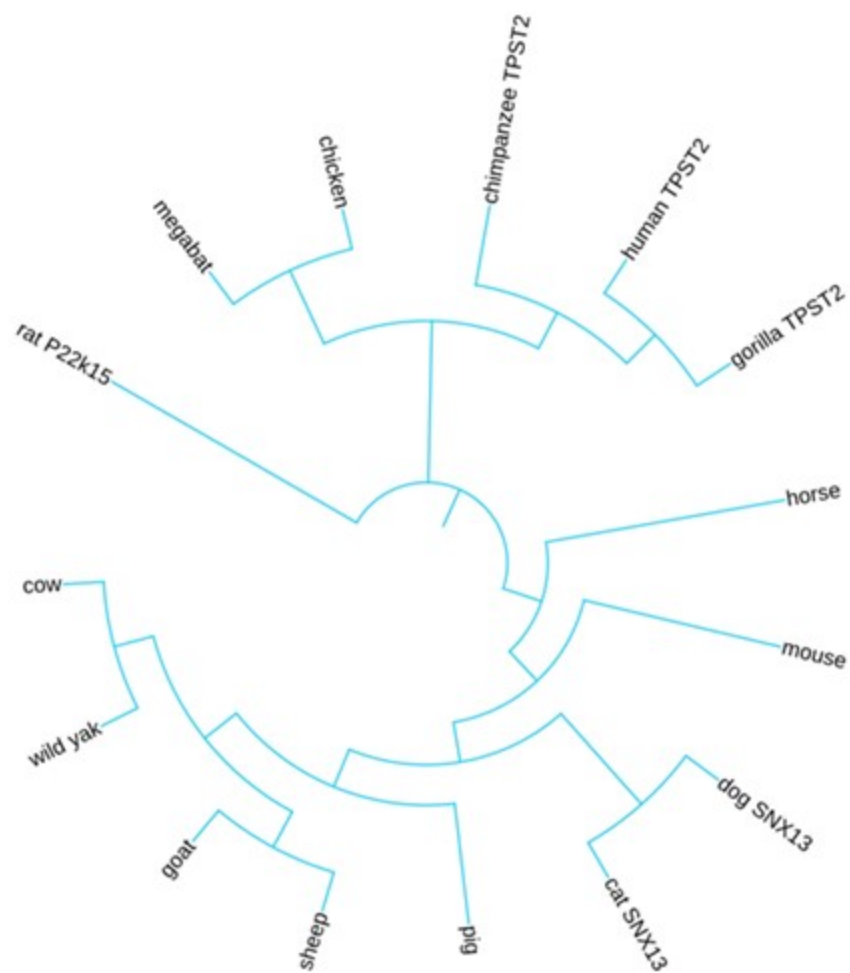 chimpanzee TPST2
chicken
human TPST2
megabat
gorilla TPST2
rat P22k15
horse
cow
mouse
wild yak
dog SNX13
goat
cat SNX13
sheep
pig